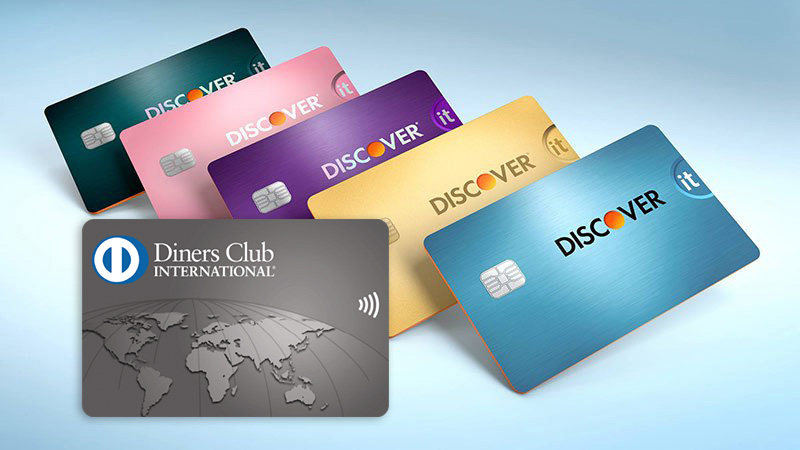 DISCOVER®
it
DISCOVER®
it
DISCOVER®
it
DISCOVER®
it
DISCOVER
it
Diners Club
INTERNATIONAL®